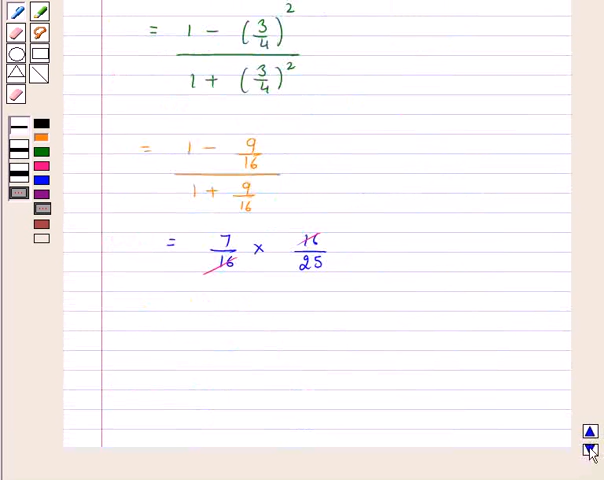 = (1 - (3/4)^2) / (1 + (3/4)^2)
= (1 - 9/16) / (1 + 9/16)
= 7/16 × 16/25